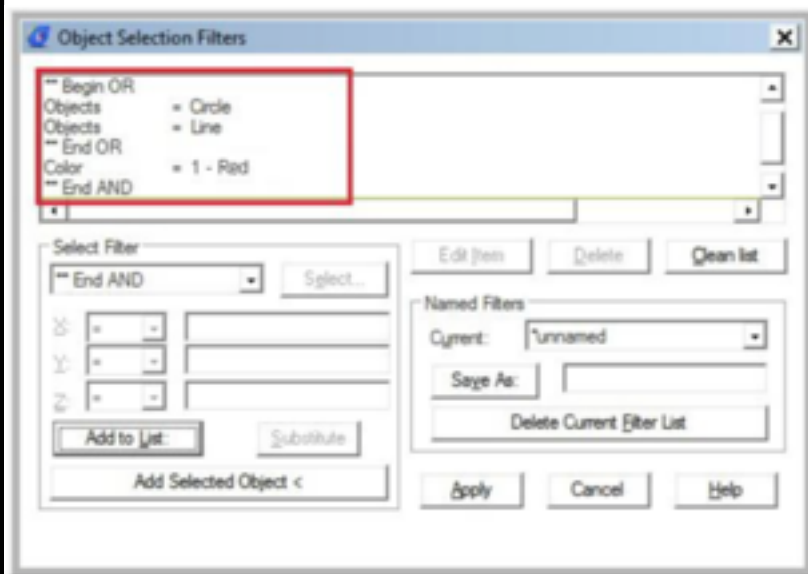 Object Selection Filters
** Begin OR
Objects = Circle
Objects = Line
** End OR
Color = 1 - Red
** End AND
Select Filter
** End AND
Select...
Edit Item
Delete
Clean list
X: =
Y: =
Z: =
Named Filters
Current: *unnamed
Save As:
Delete Current Filter List
Add to List:
Substitute
Add Selected Object <
Apply
Cancel
Help